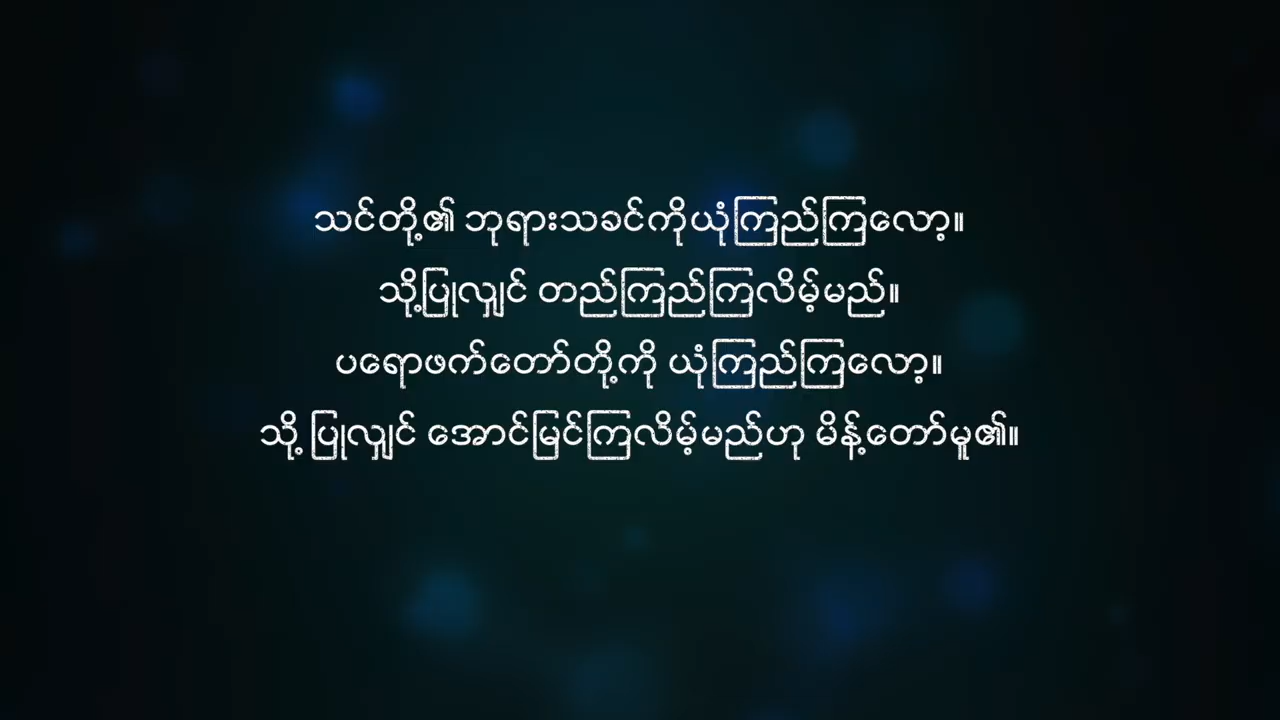 သင်တို့၏ ဘုရားသခင်ကိုယုံကြည်ကြလော့။
သို့ပြုလျှင် တည်ကြည်ကြလိမ့်မည်။
ပရောဖက်တော်တို့ကို ယုံကြည်ကြလော့။
သို့ ပြုလျှင် အောင်မြင်ကြလိမ့်မည်ဟု မိန့်တော်မူ၏။